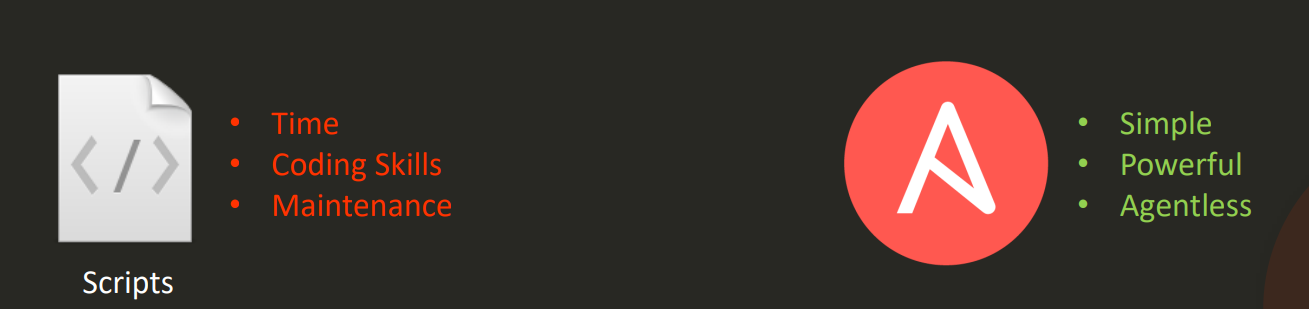 </>
• Time
• Coding Skills
• Maintenance
Scripts
• Simple
• Powerful
• Agentless